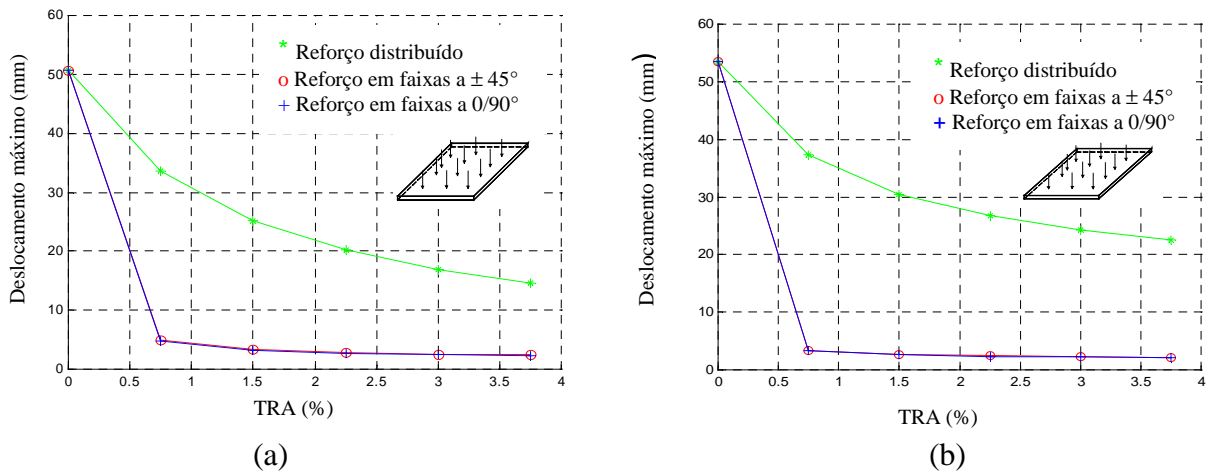 60
50
40
30
20
10
0
Deslocamento máximo (mm)
* Reforço distribuído
o Reforço em faixas a ± 45°
+ Reforço em faixas a 0/90°
0 0.5 1 1.5 2 2.5 3 3.5 4
TRA (%)
(a)
60
50
40
30
20
10
0
Deslocamento máximo (mm)
* Reforço distribuído
o Reforço em faixas a ± 45°
+ Reforço em faixas a 0/90°
0 0.5 1 1.5 2 2.5 3 3.5 4
TRA (%)
(b)